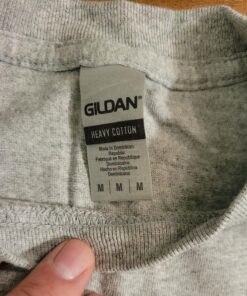 GILDAN
HEAVY COTTON
Made in Dominican
Republic
Fabriqué en République
Dominicaine
Hecho en República
Dominicana
M M M